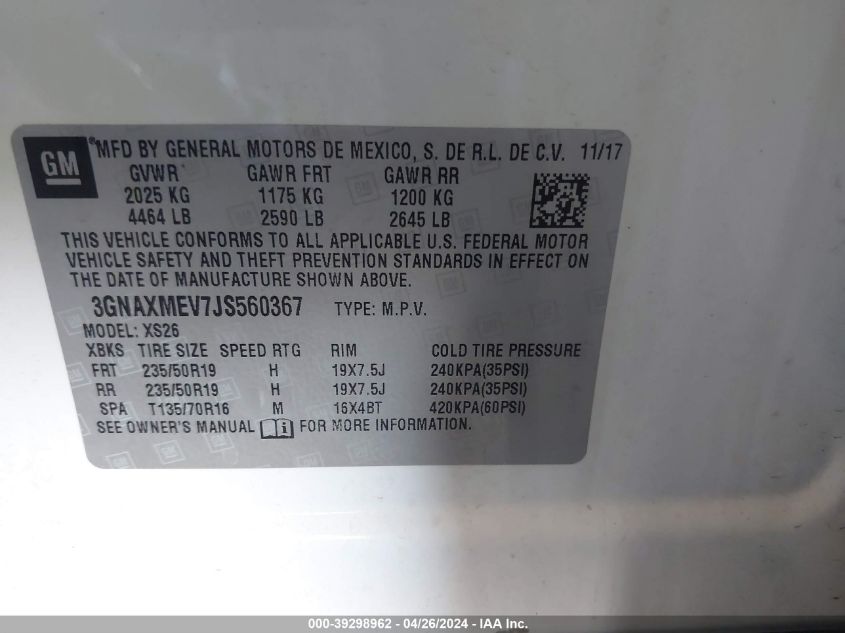 GM
®MFD BY GENERAL MOTORS DE MEXICO, S. DE R.L. DE C.V. 11/17
GVWR GAWR FRT GAWR RR
2025 KG 1175 KG 1200 KG
4464 LB 2590 LB 2645 LB
THIS VEHICLE CONFORMS TO ALL APPLICABLE U.S. FEDERAL MOTOR
VEHICLE SAFETY AND THEFT PREVENTION STANDARDS IN EFFECT ON
THE DATE OF MANUFACTURE SHOWN ABOVE.
3GNAXMEV7JS560367 TYPE: M.P.V.
MODEL: XS26
XBKS TIRE SIZE SPEED RTG RIM COLD TIRE PRESSURE
FRT 235/50R19 H 19X7.5J 240KPA(35PSI)
RR 235/50R19 H 19X7.5J 240KPA(35PSI)
SPA T135/70R16 M 16X4BT 420KPA(60PSI)
SEE OWNER'S MANUAL i FOR MORE INFORMATION.
000-39298962 - 04/26/2024 - IAA Inc.